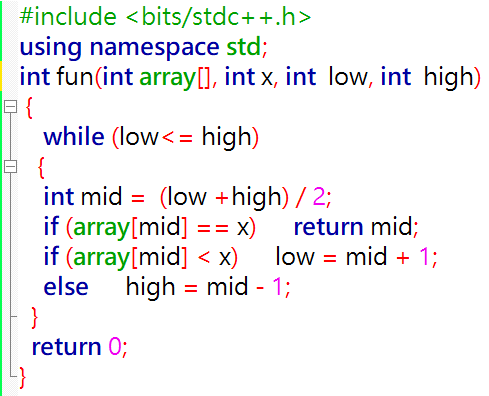 #include <bits/stdc++.h>
using namespace std;
int fun(int array[], int x, int low, int high)
{
while (low<= high)
{
int mid = (low +high) / 2;
if (array[mid] == x) return mid;
if (array[mid] < x) low = mid + 1;
else high = mid - 1;
}
return 0;
}